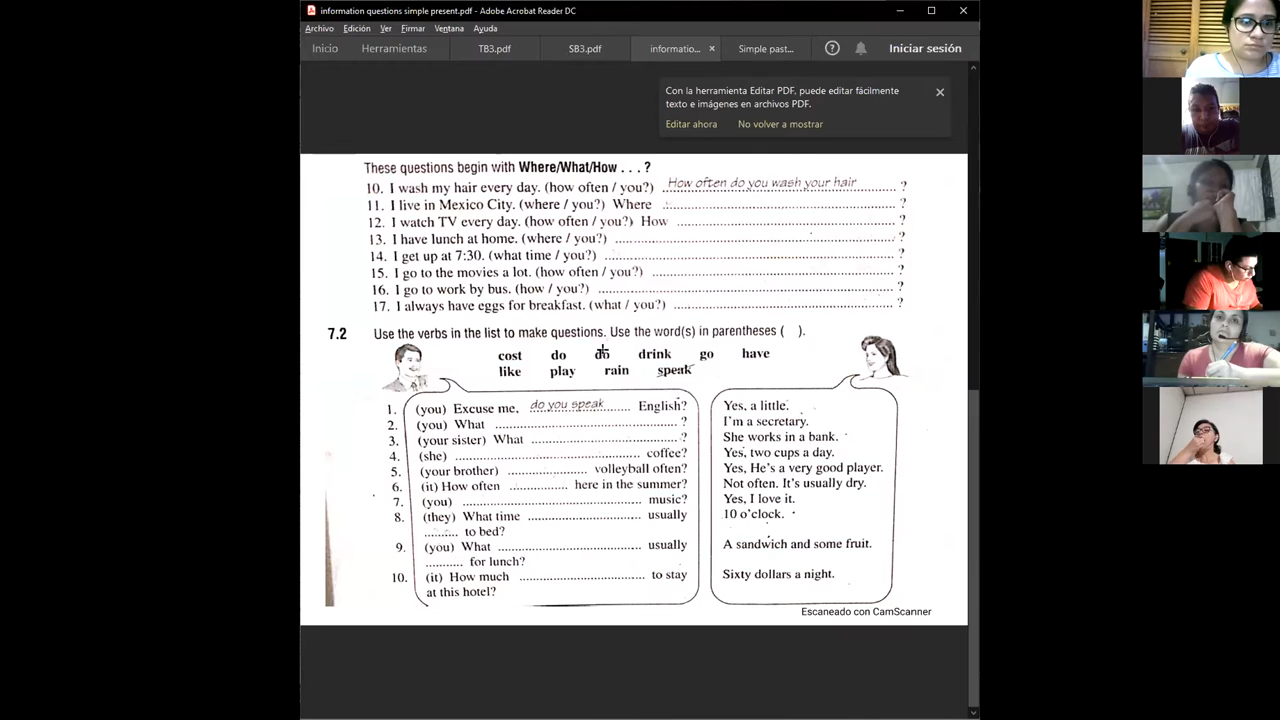 information questions simple present.pdf - Adobe Acrobat Reader DC
Archivo Edición Ver Firmar Ventana Ayuda
Inicio Herramientas TB3.pdf SB3.pdf informatio... × Simple past... Iniciar sesión
Con la herramienta Editar PDF, puede editar fácilmente
texto e imágenes en archivos PDF.
Editar ahora No volver a mostrar
These questions begin with Where/What/How . . . ?
10. I wash my hair every day. (how often / you?) How often do you wash your hair ?
11. I live in Mexico City. (where / you?) Where ?
12. I watch TV every day. (how often / you?) How ?
13. I have lunch at home. (where / you?) ?
14. I get up at 7:30. (what time / you?) ?
15. I go to the movies a lot. (how often / you?) ?
16. I go to work by bus. (how / you?) ?
17. I always have eggs for breakfast. (what / you?) ?
7.2 Use the verbs in the list to make questions. Use the word(s) in parentheses ( ).
cost do do drink go have
like play rain speak
1. (you) Excuse me, do you speak English? Yes, a little.
2. (you) What ? I'm a secretary.
3. (your sister) What ? She works in a bank.
4. (she) coffee? Yes, two cups a day.
5. (your brother) volleyball often? Yes, He's a very good player.
6. (it) How often here in the summer? Not often. It's usually dry.
7. (you) music? Yes, I love it.
8. (they) What time usually 10 o'clock.
to bed?
9. (you) What usually A sandwich and some fruit.
for lunch?
10. (it) How much to stay Sixty dollars a night.
at this hotel?
Escaneado con CamScanner